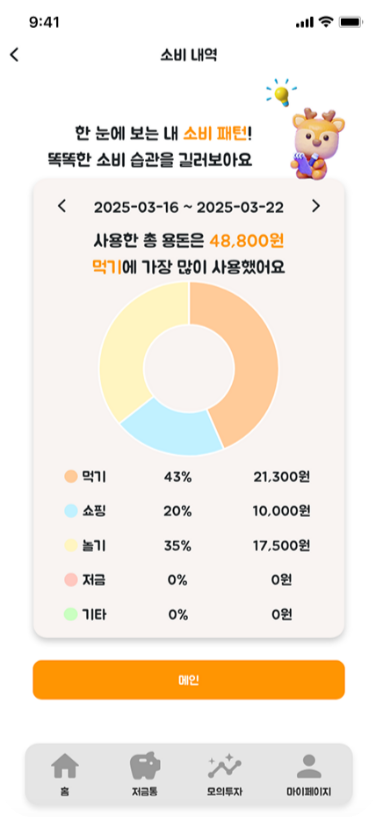 9:41
소비 내역
한 눈에 보는 내 소비 패턴!
똑똑한 소비 습관을 길러보아요
2025-03-16 ~ 2025-03-22
사용한 총 용돈은 48,800원
먹기에 가장 많이 사용했어요
먹기 43% 21,300원
쇼핑 20% 10,000원
놀기 35% 17,500원
저금 0% 0원
기타 0% 0원
메인
홈 저금통 모의투자 마이페이지